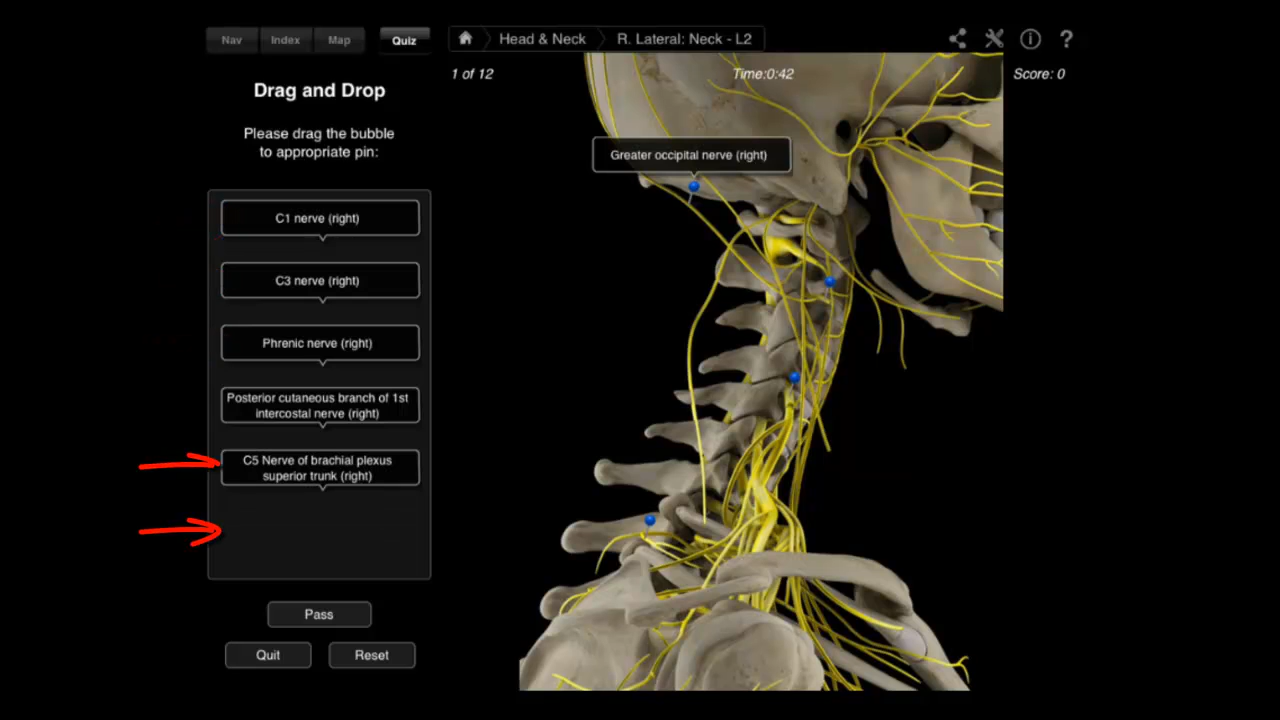 Nav
Index
Map
Quiz
Head & Neck
R. Lateral: Neck - L2
?
1 of 12
Time:0:42
Score: 0
Drag and Drop
Please drag the bubble
to appropriate pin:
Greater occipital nerve (right)
C1 nerve (right)
C3 nerve (right)
Phrenic nerve (right)
Posterior cutaneous branch of 1st
intercostal nerve (right)
C5 Nerve of brachial plexus
superior trunk (right)
Pass
Quit
Reset